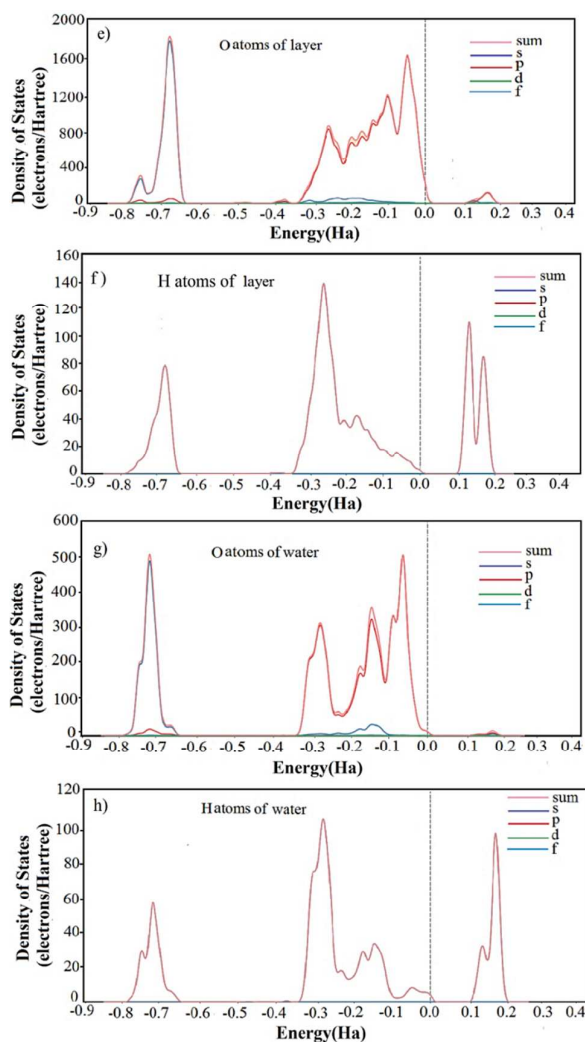 e)
O atoms of layer
sum
s
p
d
f
2000
1600
1200
800
400
0
Density of States
(electrons/Hartree)
-0.9 -0.8 -0.7 -0.6 -0.5 -0.4 -0.3 -0.2 -0.1 0.0 0.1 0.2 0.3 0.4
Energy(Ha)
f)
H atoms of layer
sum
s
p
d
f
160
140
120
100
80
60
40
20
0
Density of States
(electrons/Hartree)
-0.9 -0.8 -0.7 -0.6 -0.5 -0.4 -0.3 -0.2 -0.1 0.0 0.1 0.2 0.3 0.4
Energy(Ha)
g)
O atoms of water
sum
s
p
d
f
600
500
400
300
200
100
0
Density of States
(electrons/Hartree)
-0.9 -0.8 -0.7 -0.6 -0.5 -0.4 -0.3 -0.2 -0.1 0.0 0.1 0.2 0.3 0.4
Energy(Ha)
h)
H atoms of water
sum
s
p
d
f
120
100
80
60
40
20
0
Density of States
(electrons/Hartree)
-0.9 -0.8 -0.7 -0.6 -0.5 -0.4 -0.3 -0.2 -0.1 0.0 0.1 0.2 0.3 0.4
Energy(Ha)